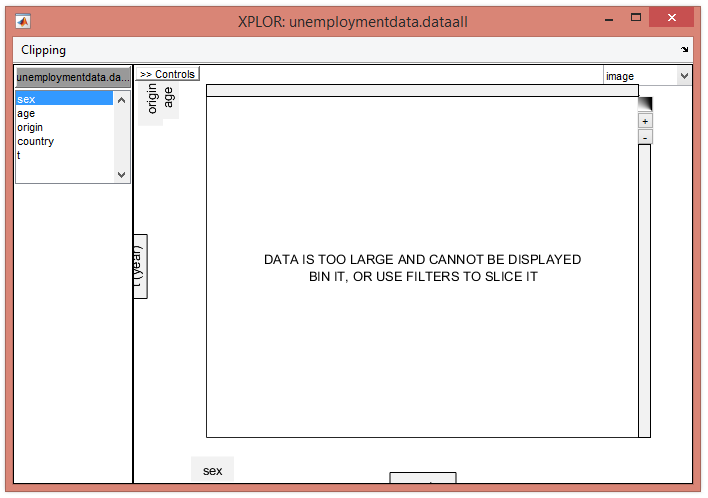 XPLOR: unemploymentdata.dataall
Clipping
unemploymentdata.da...
>> Controls
image
sex
age
origin
country
t
origin
age
+
-
t (year)
DATA IS TOO LARGE AND CANNOT BE DISPLAYED
BIN IT, OR USE FILTERS TO SLICE IT
sex